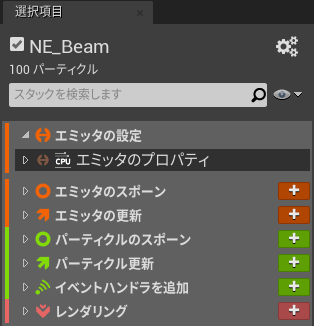 選択項目
NE_Beam
100 パーティクル
スタックを検索します
エミッタの設定
CPU エミッタのプロパティ
エミッタのスポーン
エミッタの更新
パーティクルのスポーン
パーティクル更新
イベントハンドラを追加
レンダリング